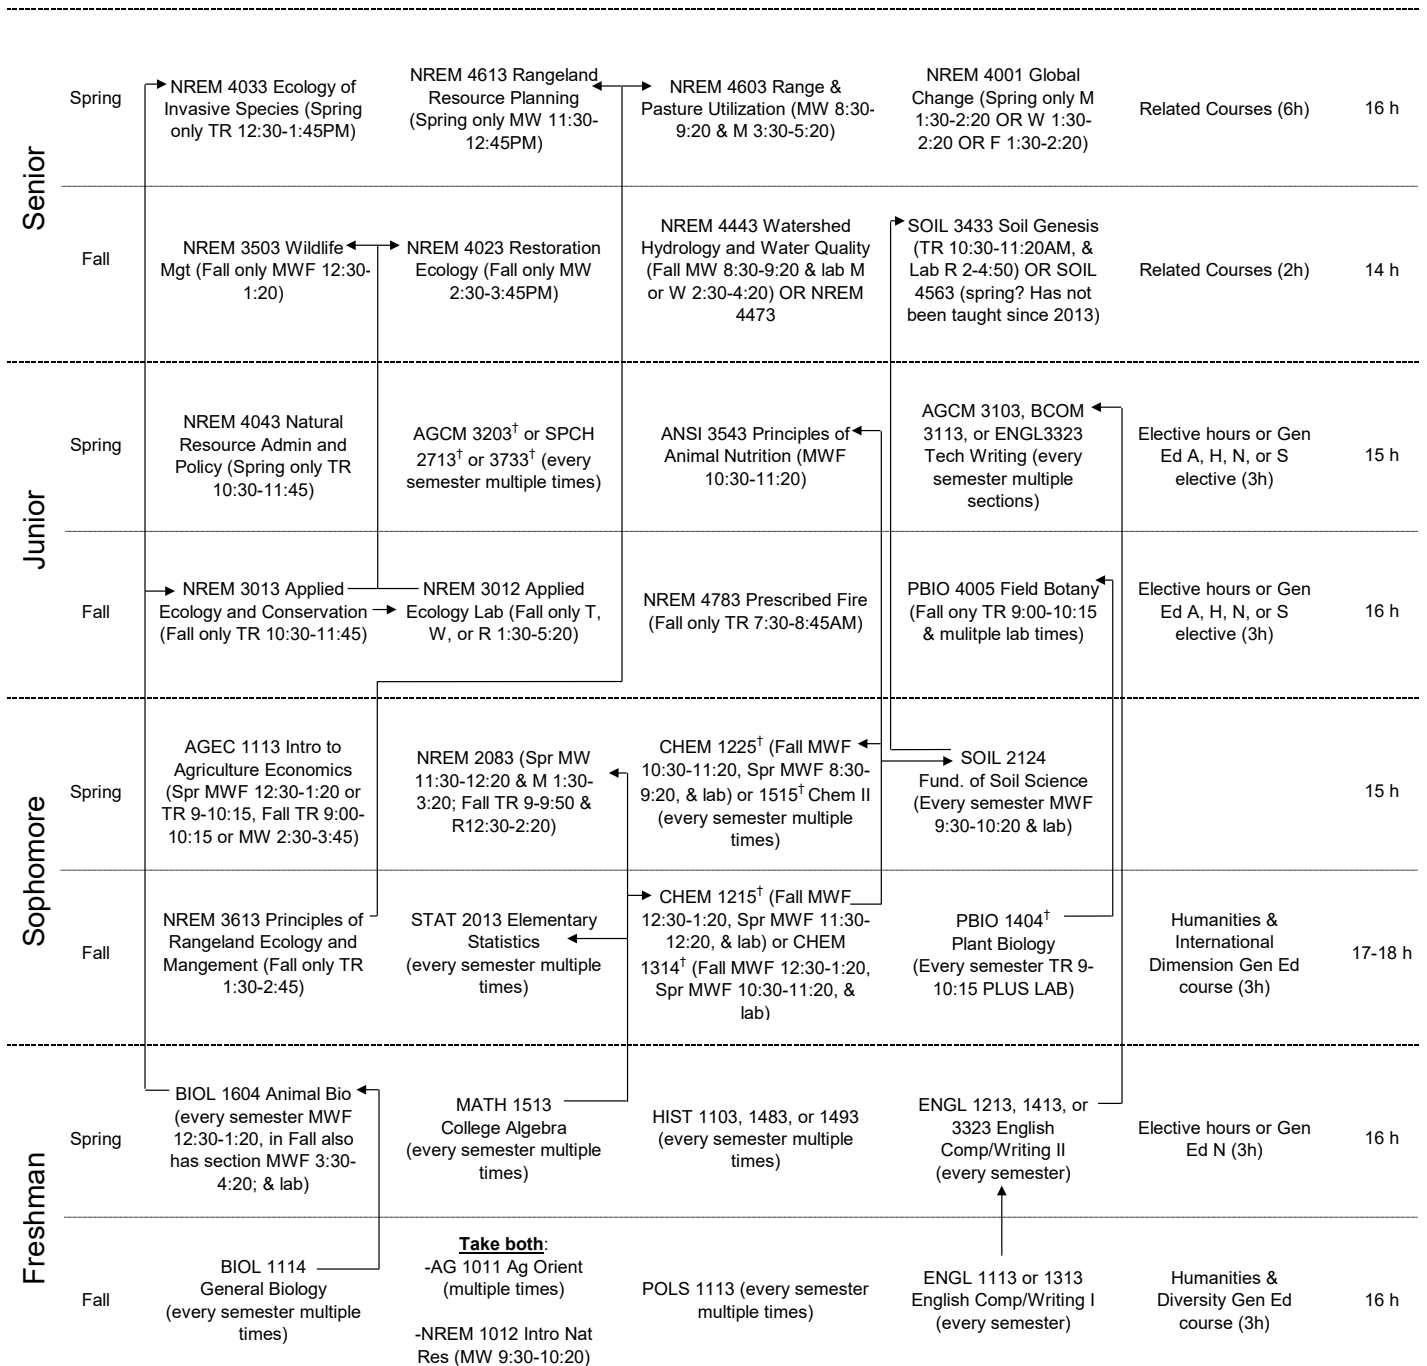 Senior
Spring
NREM 4033 Ecology of
Invasive Species (Spring
only TR 12:30-1:45PM)
NREM 4613 Rangeland
Resource Planning
(Spring only MW 11:30-
12:45PM)
NREM 4603 Range &
Pasture Utilization (MW 8:30-
9:20 & M 3:30-5:20)
NREM 4001 Global
Change (Spring only M
1:30-2:20 OR W 1:30-
2:20 OR F 1:30-2:20)
Related Courses (6h)
16 h
Fall
NREM 3503 Wildlife
Mgt (Fall only MWF 12:30-
1:20)
NREM 4023 Restoration
Ecology (Fall only MW
2:30-3:45PM)
NREM 4443 Watershed
Hydrology and Water Quality
(Fall MW 8:30-9:20 & lab M
or W 2:30-4:20) OR NREM
4473
SOIL 3433 Soil Genesis
(TR 10:30-11:20AM, &
Lab R 2-4:50) OR SOIL
4563 (spring? Has not
been taught since 2013)
Related Courses (2h)
14 h
Junior
Spring
NREM 4043 Natural
Resource Admin and
Policy (Spring only TR
10:30-11:45)
AGCM 3203† or SPCH
2713† or 3733† (every
semester multiple times)
ANSI 3543 Principles of
Animal Nutrition (MWF
10:30-11:20)
AGCM 3103, BCOM
3113, or ENGL3323
Tech Writing (every
semester multiple
sections)
Elective hours or Gen
Ed A, H, N, or S
elective (3h)
15 h
Fall
NREM 3013 Applied
Ecology and Conservation
(Fall only TR 10:30-11:45)
NREM 3012 Applied
Ecology Lab (Fall only T,
W, or R 1:30-5:20)
NREM 4783 Prescribed Fire
(Fall only TR 7:30-8:45AM)
PBIO 4005 Field Botany
(Fall ony TR 9:00-10:15
& mulitple lab times)
Elective hours or Gen
Ed A, H, N, or S
elective (3h)
16 h
Sophomore
Spring
AGEC 1113 Intro to
Agriculture Economics
(Spr MWF 12:30-1:20 or
TR 9-10:15, Fall TR 9:00-
10:15 or MW 2:30-3:45)
NREM 2083 (Spr MW
11:30-12:20 & M 1:30-
3:20; Fall TR 9-9:50 &
R12:30-2:20)
CHEM 1225† (Fall MWF
10:30-11:20, Spr MWF 8:30-
9:20, & lab) or 1515† Chem II
(every semester multiple
times)
SOIL 2124
Fund. of Soil Science
(Every semester MWF
9:30-10:20 & lab)
15 h
Fall
NREM 3613 Principles of
Rangeland Ecology and
Mangement (Fall only TR
1:30-2:45)
STAT 2013 Elementary
Statistics
(every semester multiple
times)
CHEM 1215† (Fall MWF
12:30-1:20, Spr MWF 11:30-
12:20, & lab) or CHEM
1314† (Fall MWF 12:30-1:20,
Spr MWF 10:30-11:20, &
lab)
PBIO 1404†
Plant Biology
(Every semester TR 9-
10:15 PLUS LAB)
Humanities &
International
Dimension Gen Ed
course (3h)
17-18 h
Freshman
Spring
BIOL 1604 Animal Bio
(every semester MWF
12:30-1:20, in Fall also
has section MWF 3:30-
4:20; & lab)
MATH 1513
College Algebra
(every semester multiple
times)
HIST 1103, 1483, or 1493
(every semester multiple
times)
ENGL 1213, 1413, or
3323 English
Comp/Writing II
(every semester)
Elective hours or Gen
Ed N (3h)
16 h
Fall
BIOL 1114
General Biology
(every semester multiple
times)
Take both:
-AG 1011 Ag Orient
(multiple times)
-NREM 1012 Intro Nat
Res (MW 9:30-10:20)
POLS 1113 (every semester
multiple times)
ENGL 1113 or 1313
English Comp/Writing I
(every semester)
Humanities &
Diversity Gen Ed
course (3h)
16 h